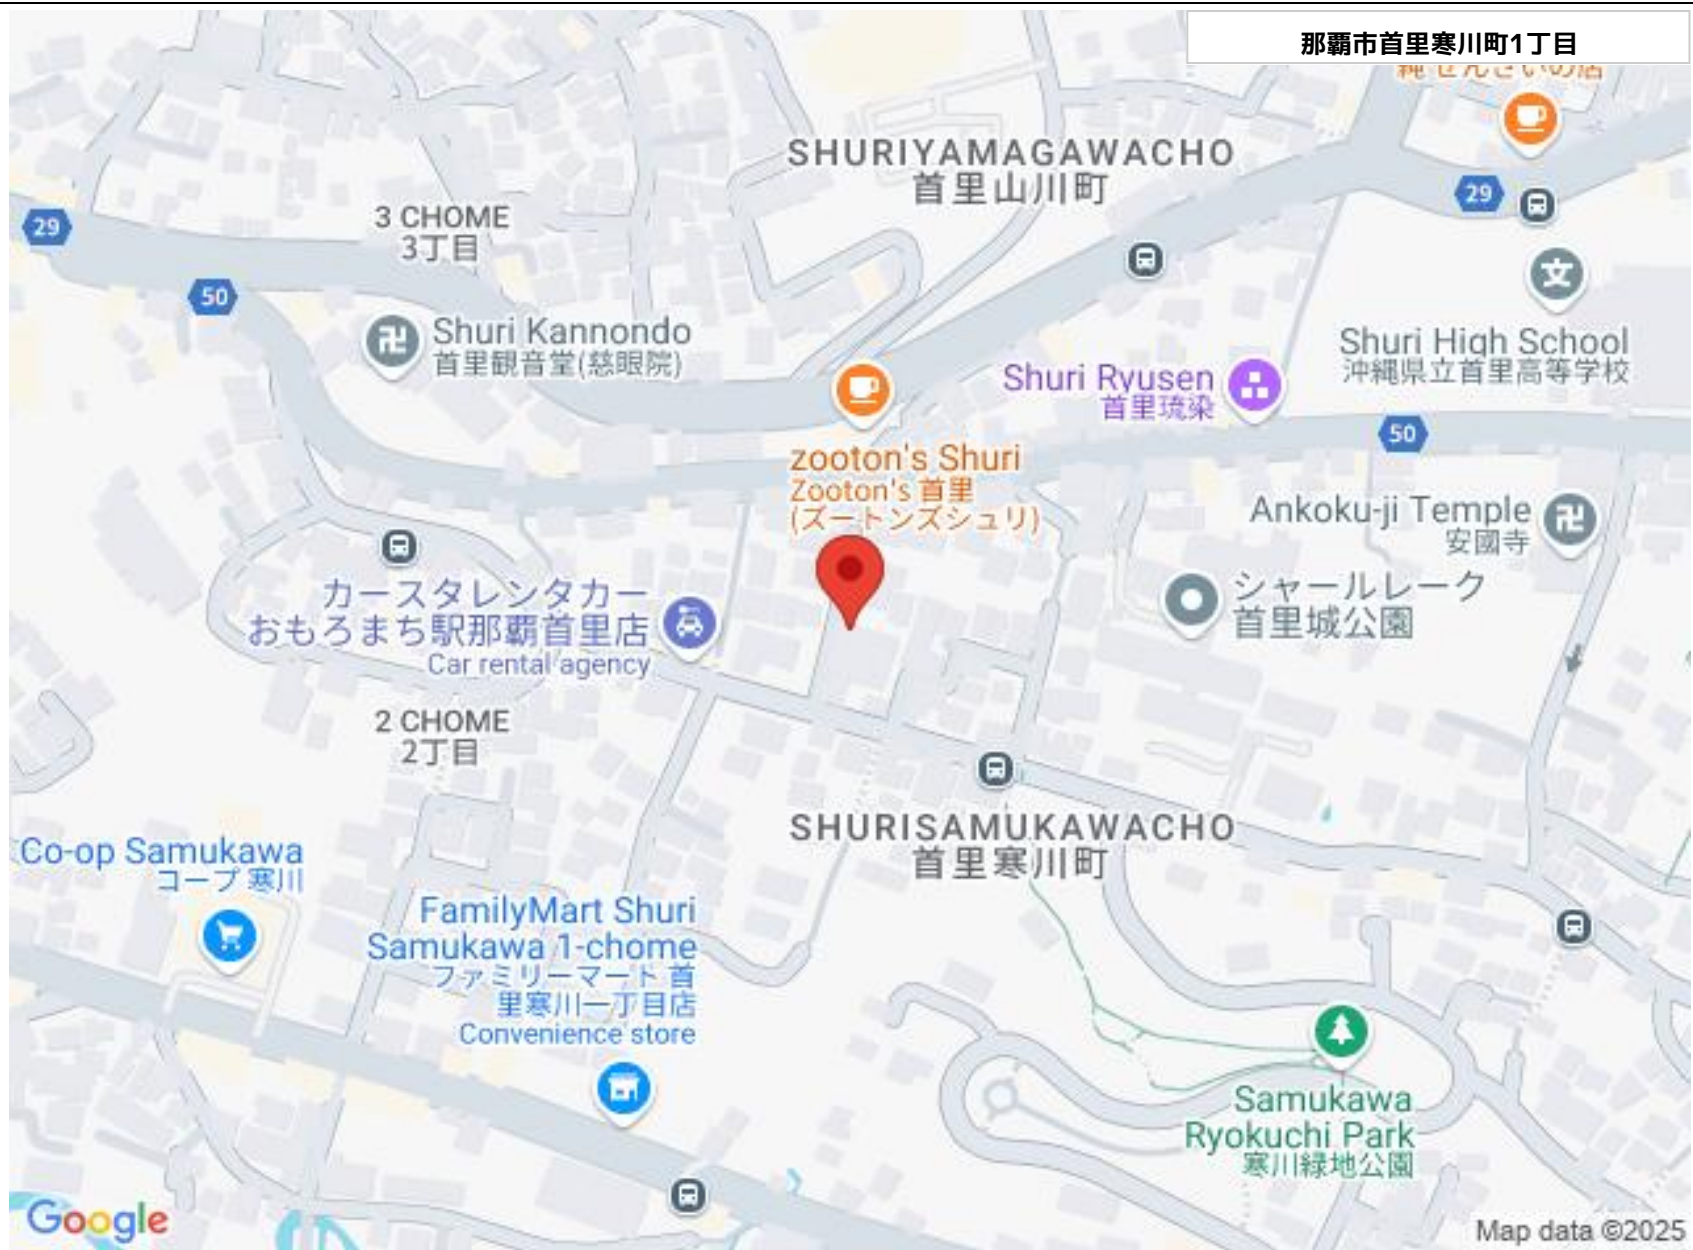 那覇市首里寒川町1丁目
SHURIYAMAGAWACHO
首里山川町
29
29
3 CHOME
3丁目
50
Shuri Kannondo
首里観音堂(慈眼院)
Shuri High School
沖縄県立首里高等学校
Shuri Ryusen
首里琉染
50
zooton's Shuri
Zooton's 首里
(ズートンズシュリ)
Ankoku-ji Temple
安國寺
カースタレンタカー
おもろまち駅那覇首里店
Car rental agency
シャールレーク
首里城公園
2 CHOME
2丁目
SHURISAMUKAWACHO
首里寒川町
Co-op Samukawa
コープ 寒川
FamilyMart Shuri
Samukawa 1-chome
ファミリーマート 首
里寒川一丁目店
Convenience store
Samukawa
Ryokuchi Park
寒川緑地公園
Google
Map data ©2025